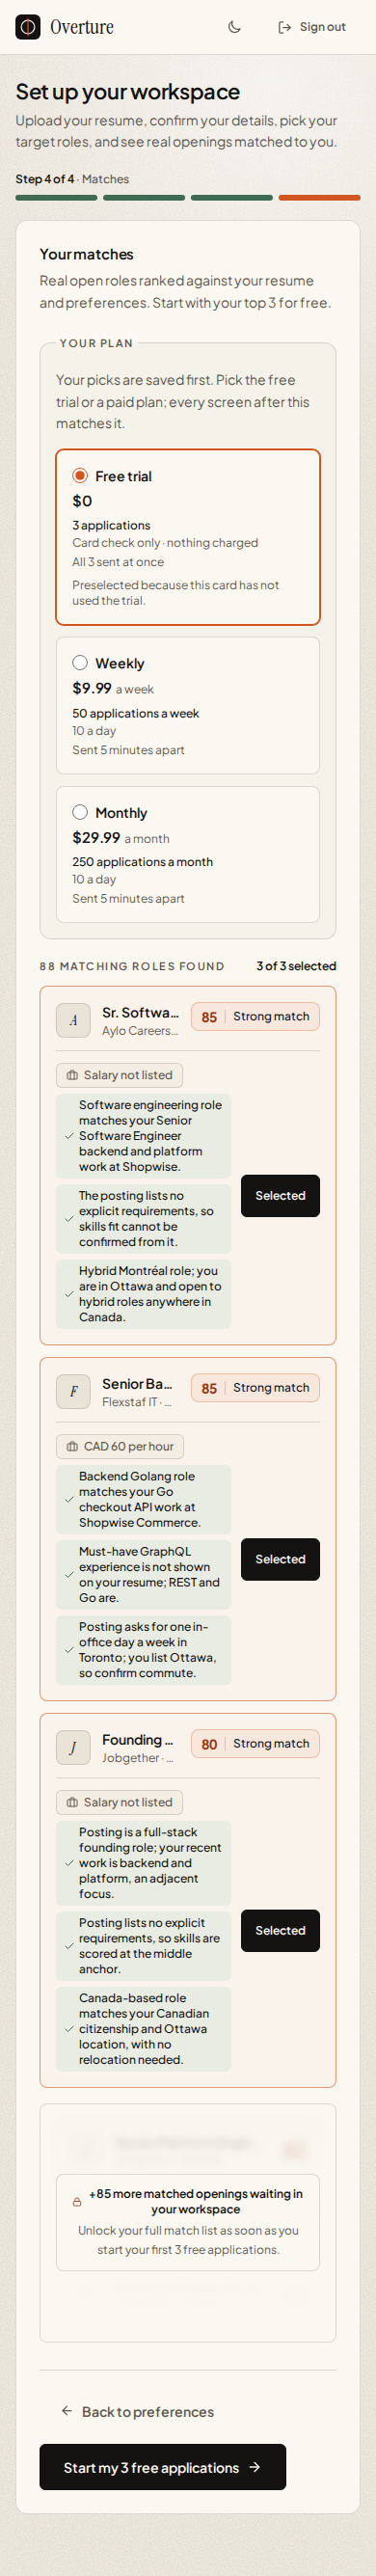 Overture
Sign out
Set up your workspace
Upload your resume, confirm your details, pick your
target roles, and see real openings matched to you.
Step 4 of 4 · Matches
Your matches
Real open roles ranked against your resume
and preferences. Start with your top 3 for free.
YOUR PLAN
Your picks are saved first. Pick the free
trial or a paid plan; every screen after this
matches it.
Free trial
$0
3 applications
Card check only · nothing charged
All 3 sent at once
Preselected because this card has not
used the trial.
Weekly
$9.99 a week
50 applications a week
10 a day
Sent 5 minutes apart
Monthly
$29.99 a month
250 applications a month
10 a day
Sent 5 minutes apart
88 MATCHING ROLES FOUND
3 of 3 selected
A
Sr. Softwa...
Aylo Careers...
85 Strong match
Salary not listed
Software engineering role
matches your Senior
Software Engineer
backend and platform
work at Shopwise.
The posting lists no
explicit requirements, so
skills fit cannot be
confirmed from it.
Hybrid Montréal role; you
are in Ottawa and open to
hybrid roles anywhere in
Canada.
Selected
F
Senior Ba...
Flexstaf IT · ...
85 Strong match
CAD 60 per hour
Backend Golang role
matches your Go
checkout API work at
Shopwise Commerce.
Must-have GraphQL
experience is not shown
on your resume; REST and
Go are.
Posting asks for one in-
office day a week in
Toronto; you list Ottawa,
so confirm commute.
Selected
J
Founding ...
Jobgether · ...
80 Strong match
Salary not listed
Posting is a full-stack
founding role; your recent
work is backend and
platform, an adjacent
focus.
Posting lists no explicit
requirements, so skills are
scored at the middle
anchor.
Canada-based role
matches your Canadian
citizenship and Ottawa
location, with no
relocation needed.
Selected
+85 more matched openings waiting in
your workspace
Unlock your full match list as soon as you
start your first 3 free applications.
Back to preferences
Start my 3 free applications